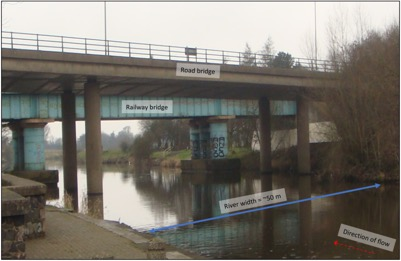 Road bridge
Railway bridge
River width = ~50 m
Direction of flow